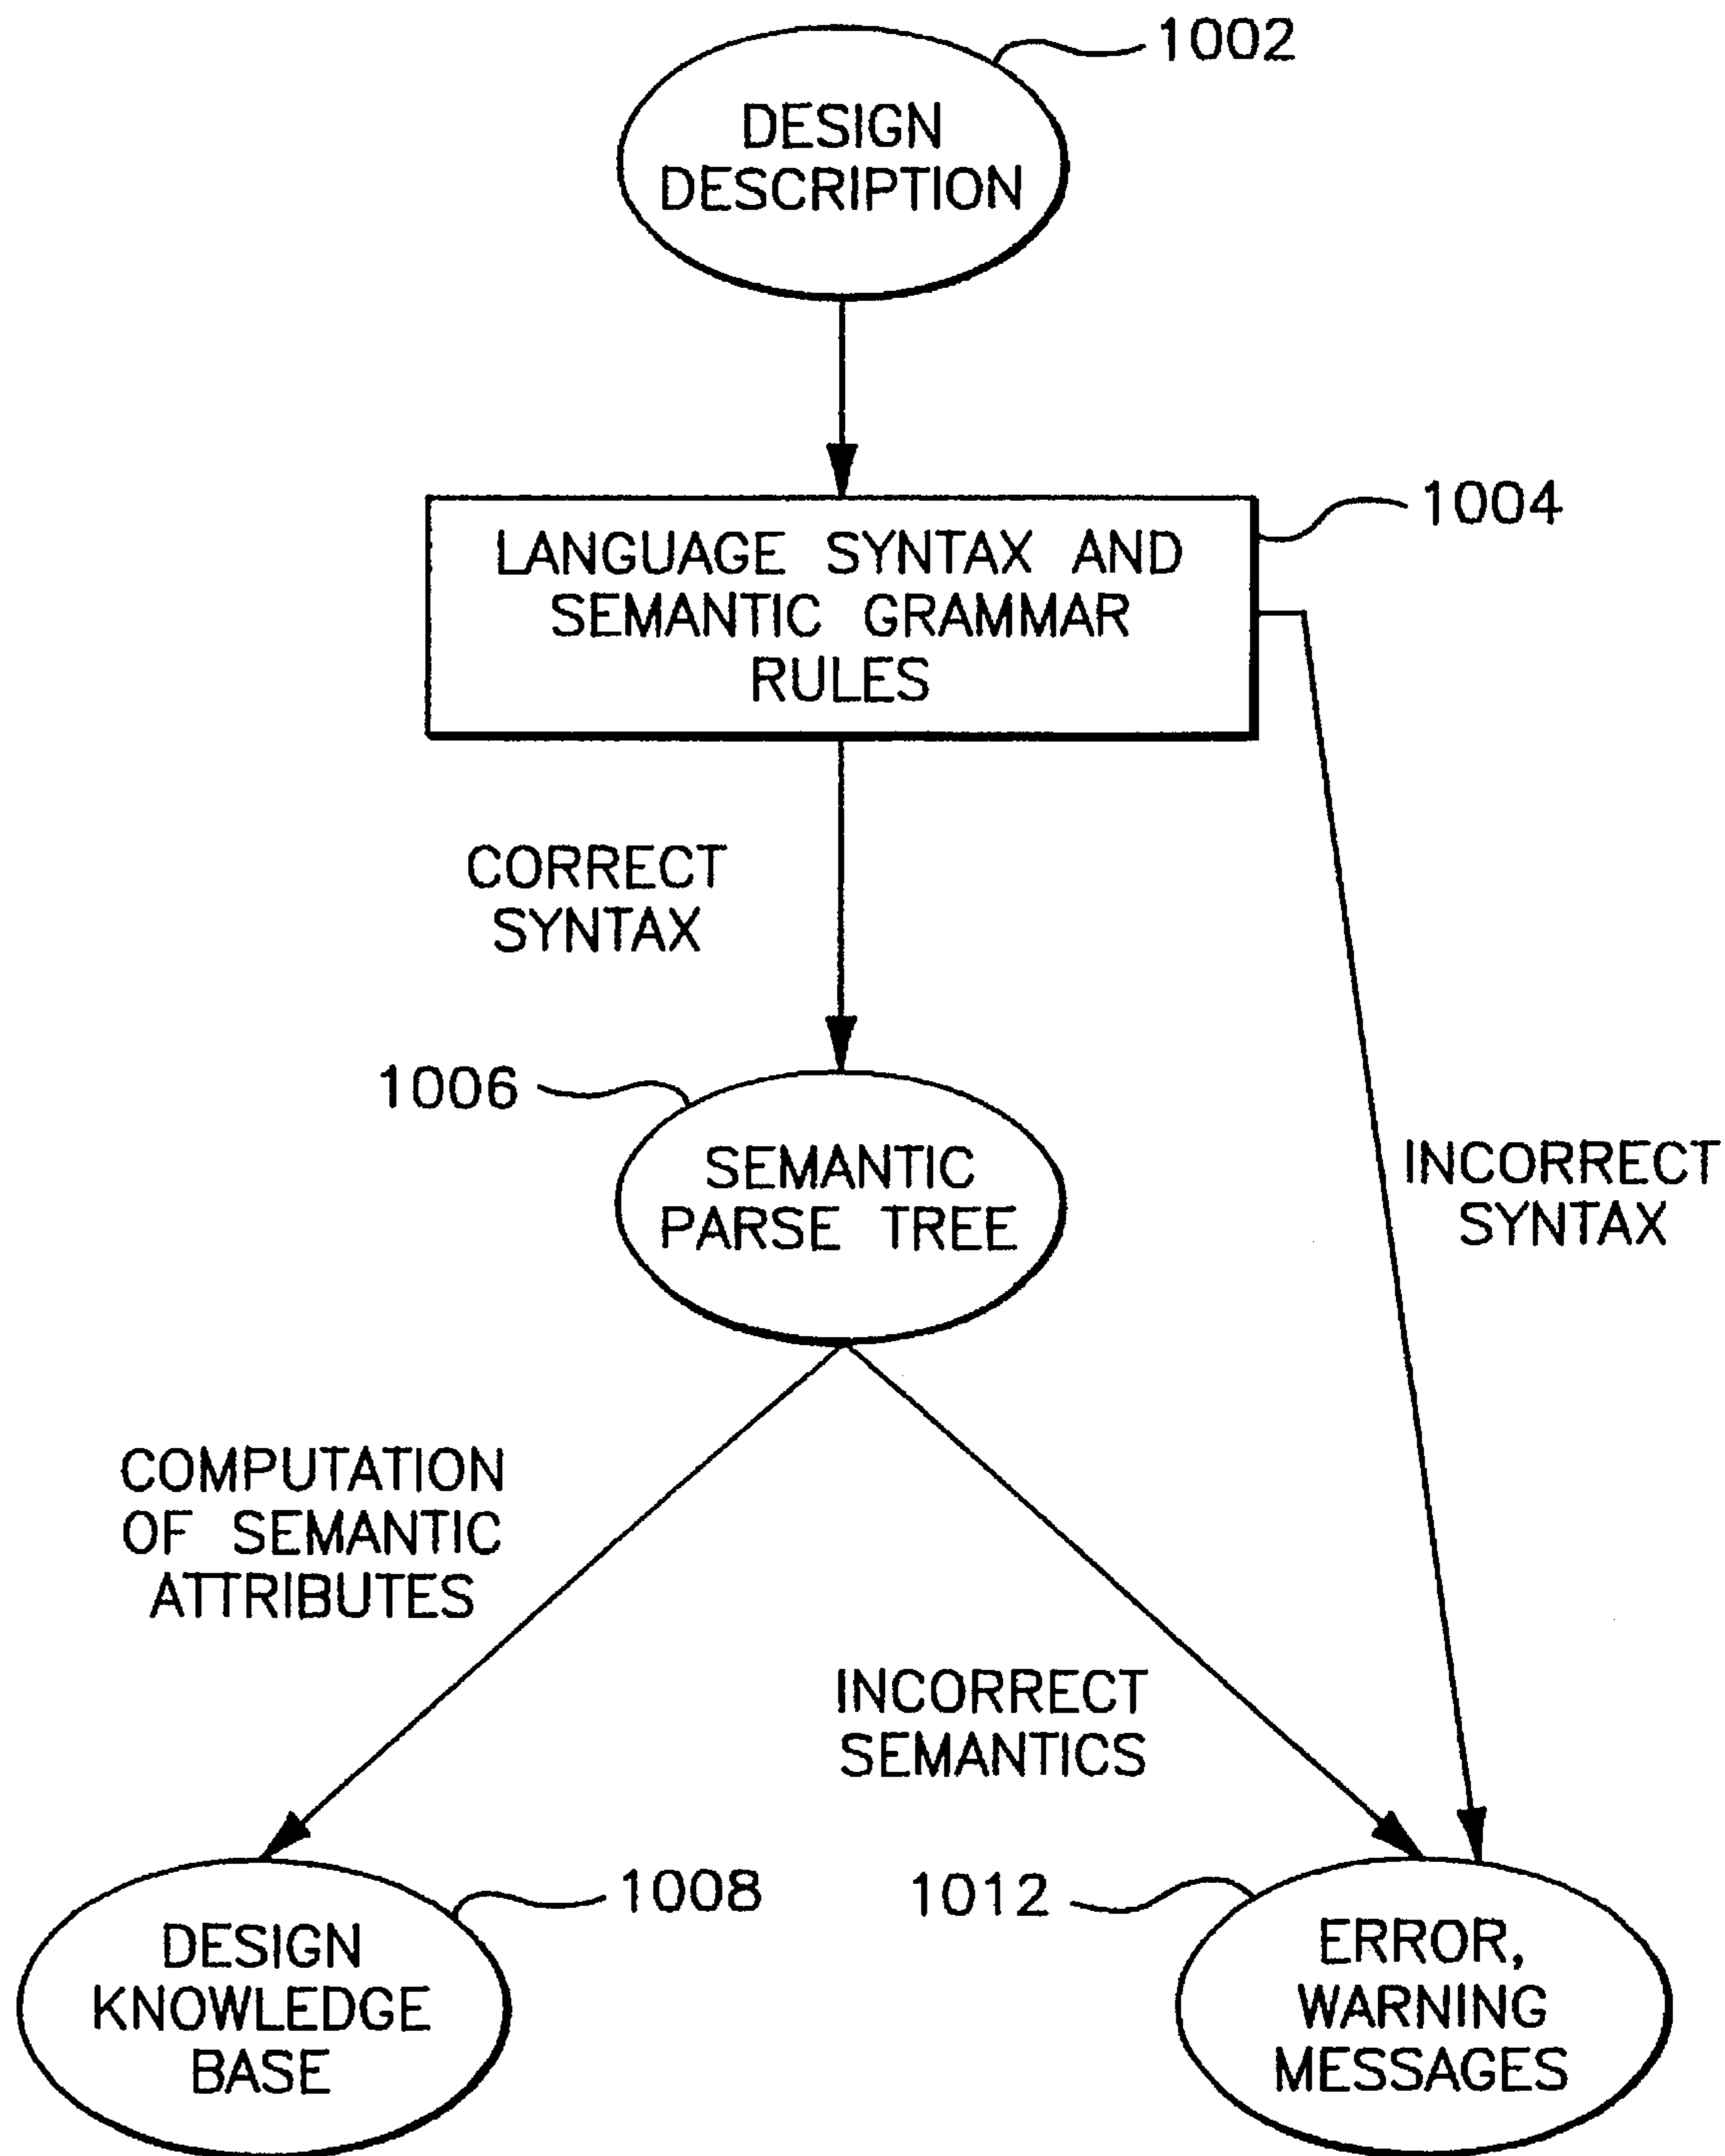 1002
DESIGN
DESCRIPTION
1004
LANGUAGE SYNTAX AND
SEMANTIC GRAMMAR
RULES
CORRECT
SYNTAX
1006
SEMANTIC
PARSE TREE
INCORRECT
SYNTAX
COMPUTATION
OF SEMANTIC
ATTRIBUTES
INCORRECT
SEMANTICS
1008
DESIGN
KNOWLEDGE
BASE
1012
ERROR,
WARNING
MESSAGES